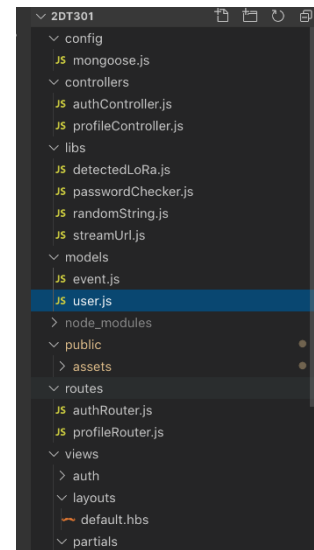 2DT301
config
JS mongoose.js
controllers
JS authController.js
JS profileController.js
libs
JS detectedLoRa.js
JS passwordChecker.js
JS randomString.js
JS streamUrl.js
models
JS event.js
JS user.js
node_modules
public
assets
routes
JS authRouter.js
JS profileRouter.js
views
auth
layouts
default.hbs
partials